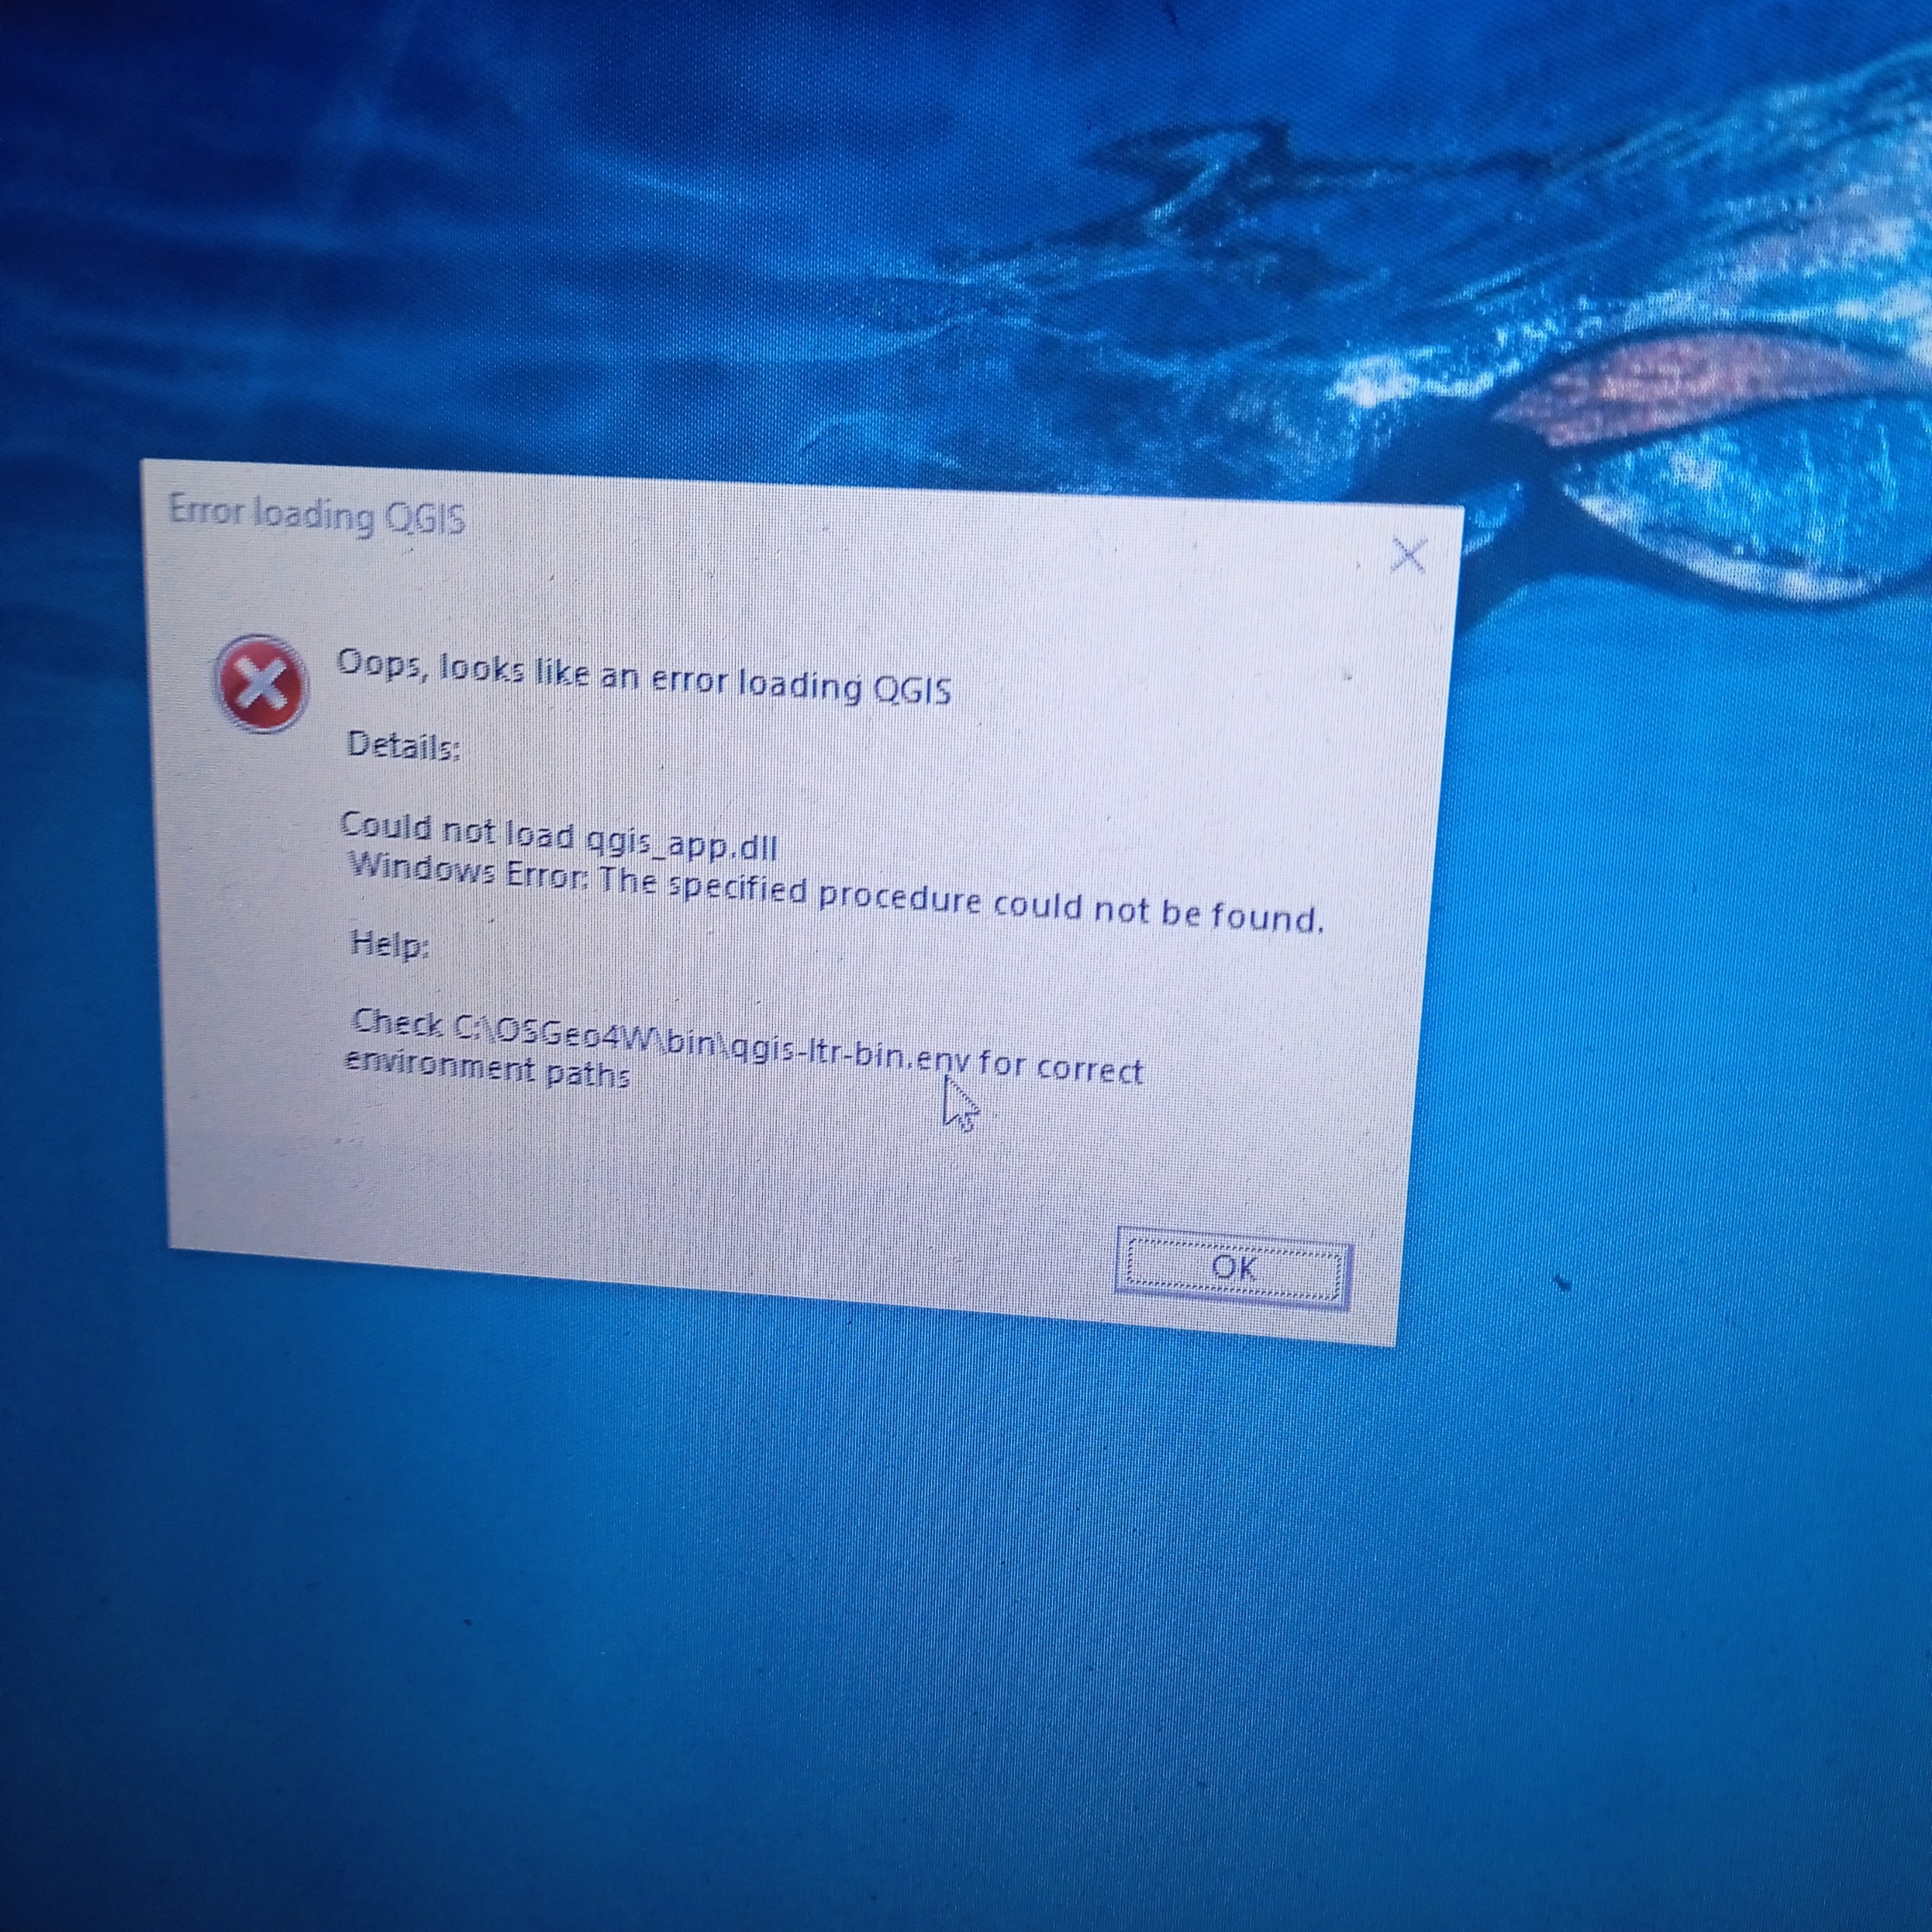 Error loading QGIS
Oops, looks like an error loading QGIS
Details:
Could not load qgis_app.dll
Windows Error: The specified procedure could not be found.
Help:
Check C:\OSGeo4W\bin\qgis-ltr-bin.env for correct
environment paths
OK